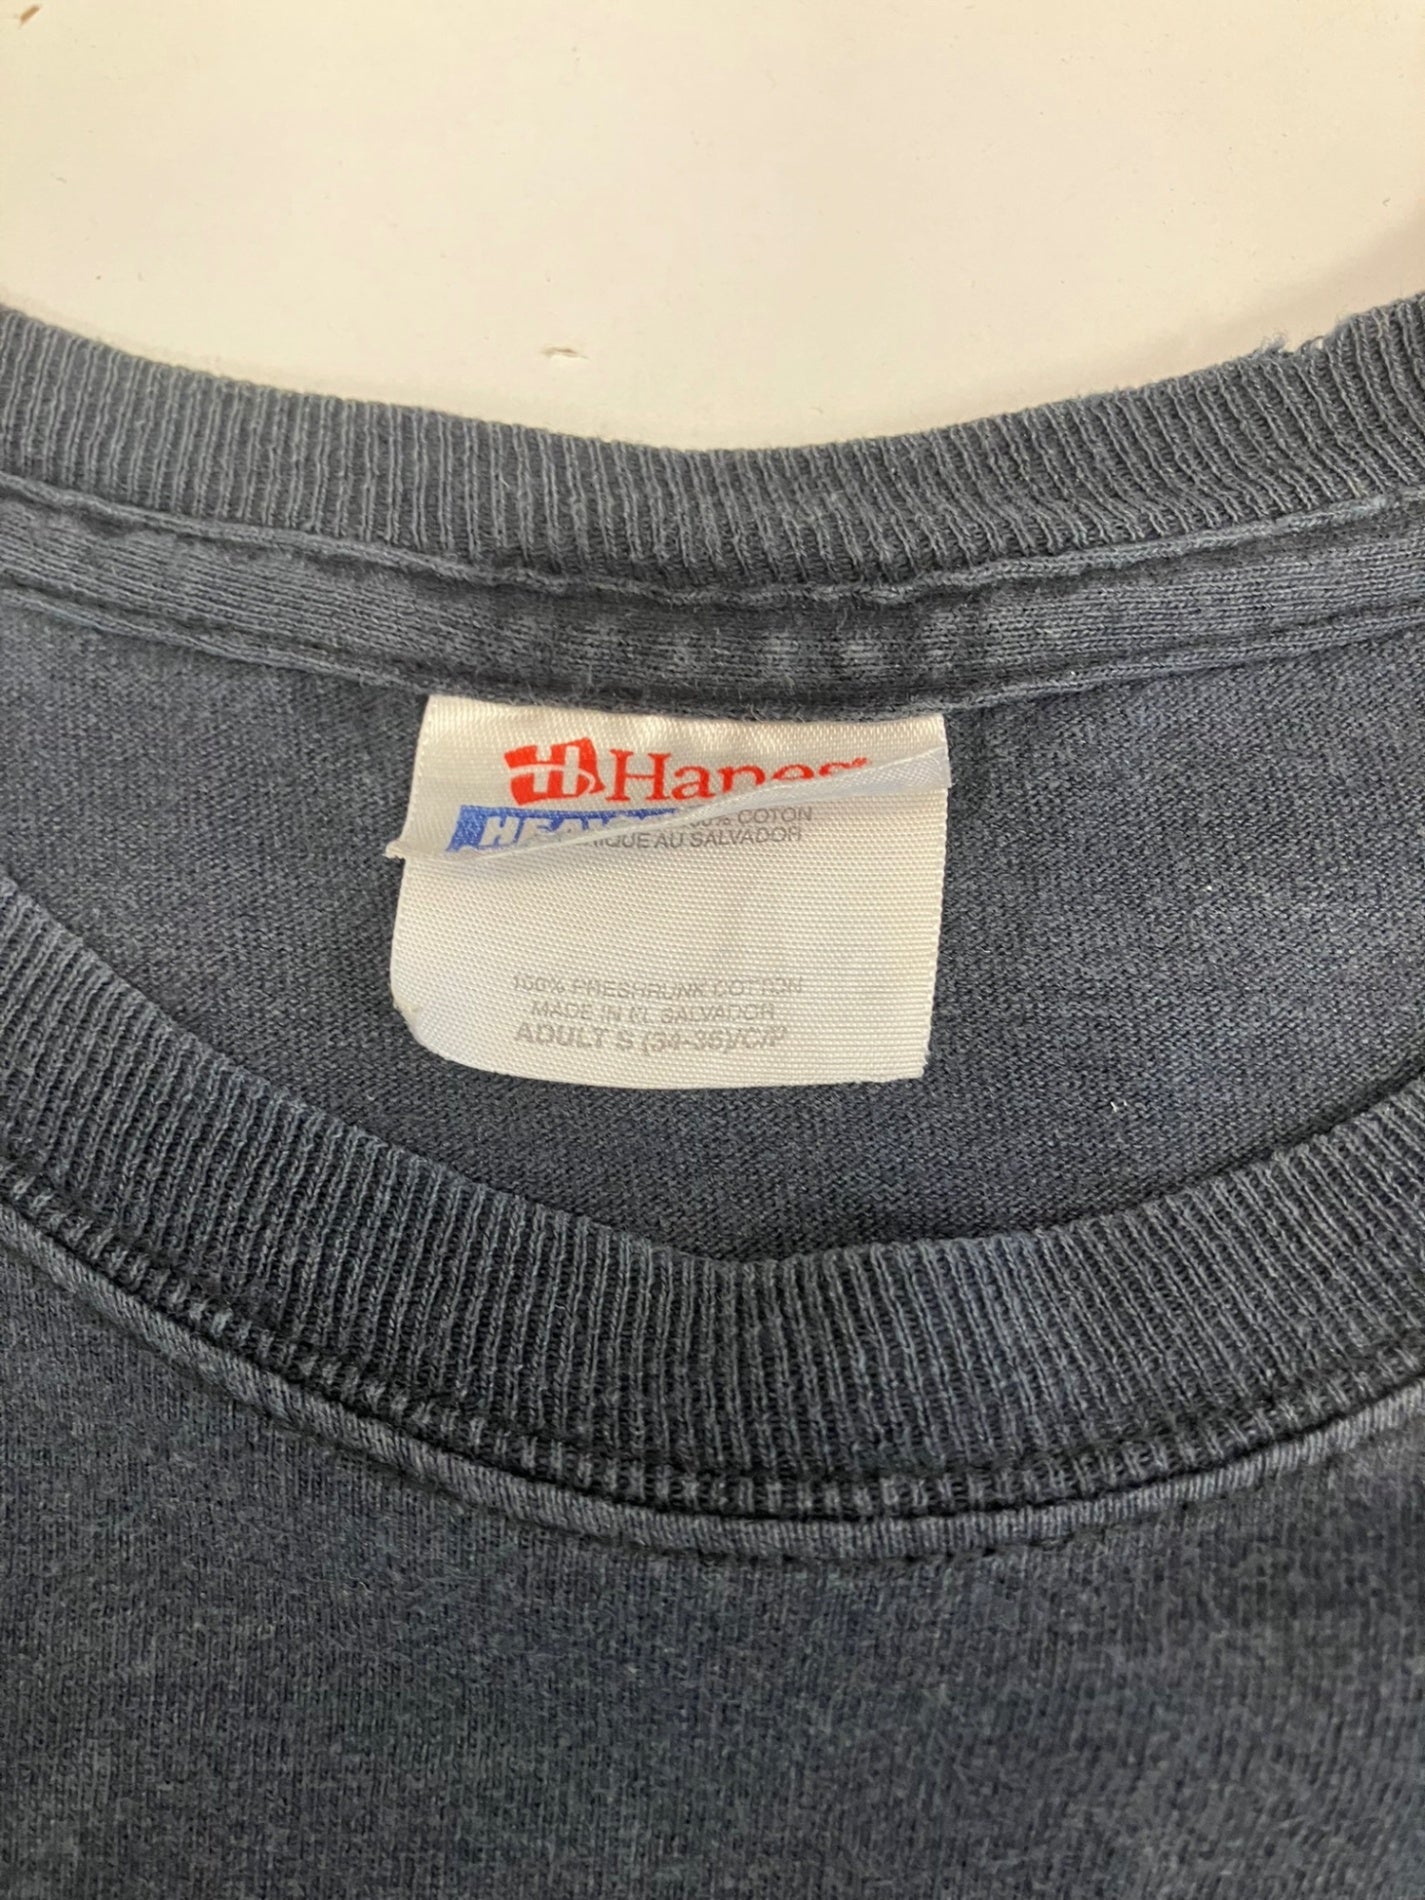 Hanes
COTON
AU SALVADOR
100% PRESHRUNK COTTON
MADE IN EL SALVADOR
ADULT S (34-36)/C/P